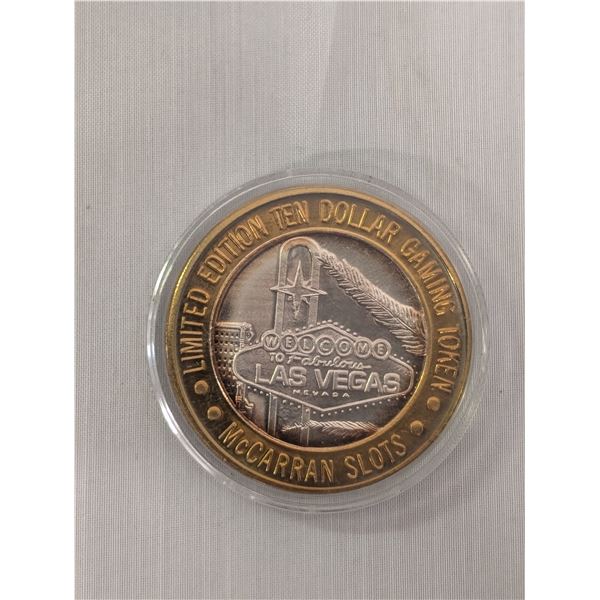 LIMITED EDITION TEN DOLLAR GAMING TOKEN
WELCOME
TO Fabulous
LAS VEGAS
NEVADA
McCARRAN SLOTS